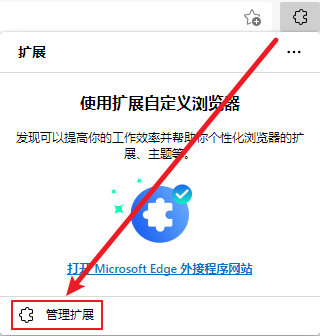 扩展
使用扩展自定义浏览器
发现可以提高你的工作效率并帮助你个性化浏览器的扩
展、主题等。
打开 Microsoft Edge 外接程序网站
管理扩展